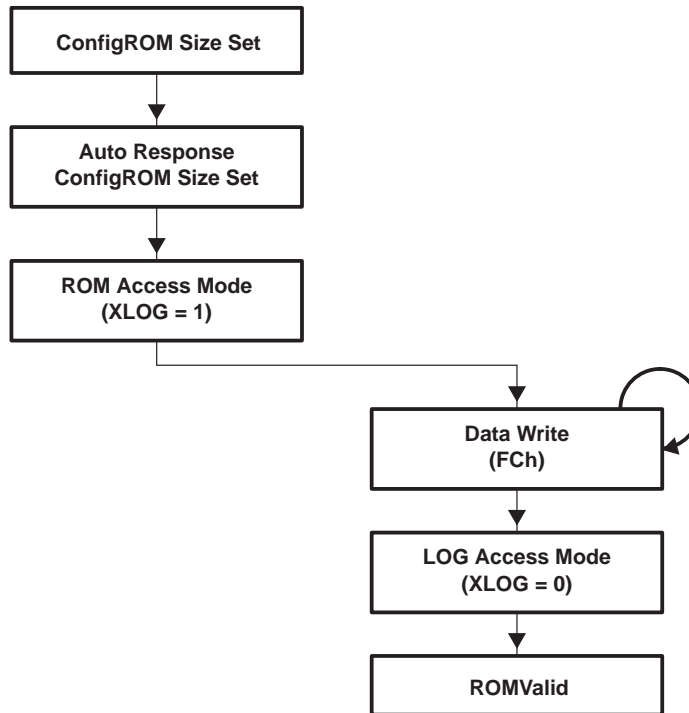 ConfigROM Size Set
Auto Response
ConfigROM Size Set
ROM Access Mode
(XLOG = 1)
Data Write
(FCh)
LOG Access Mode
(XLOG = 0)
ROMValid